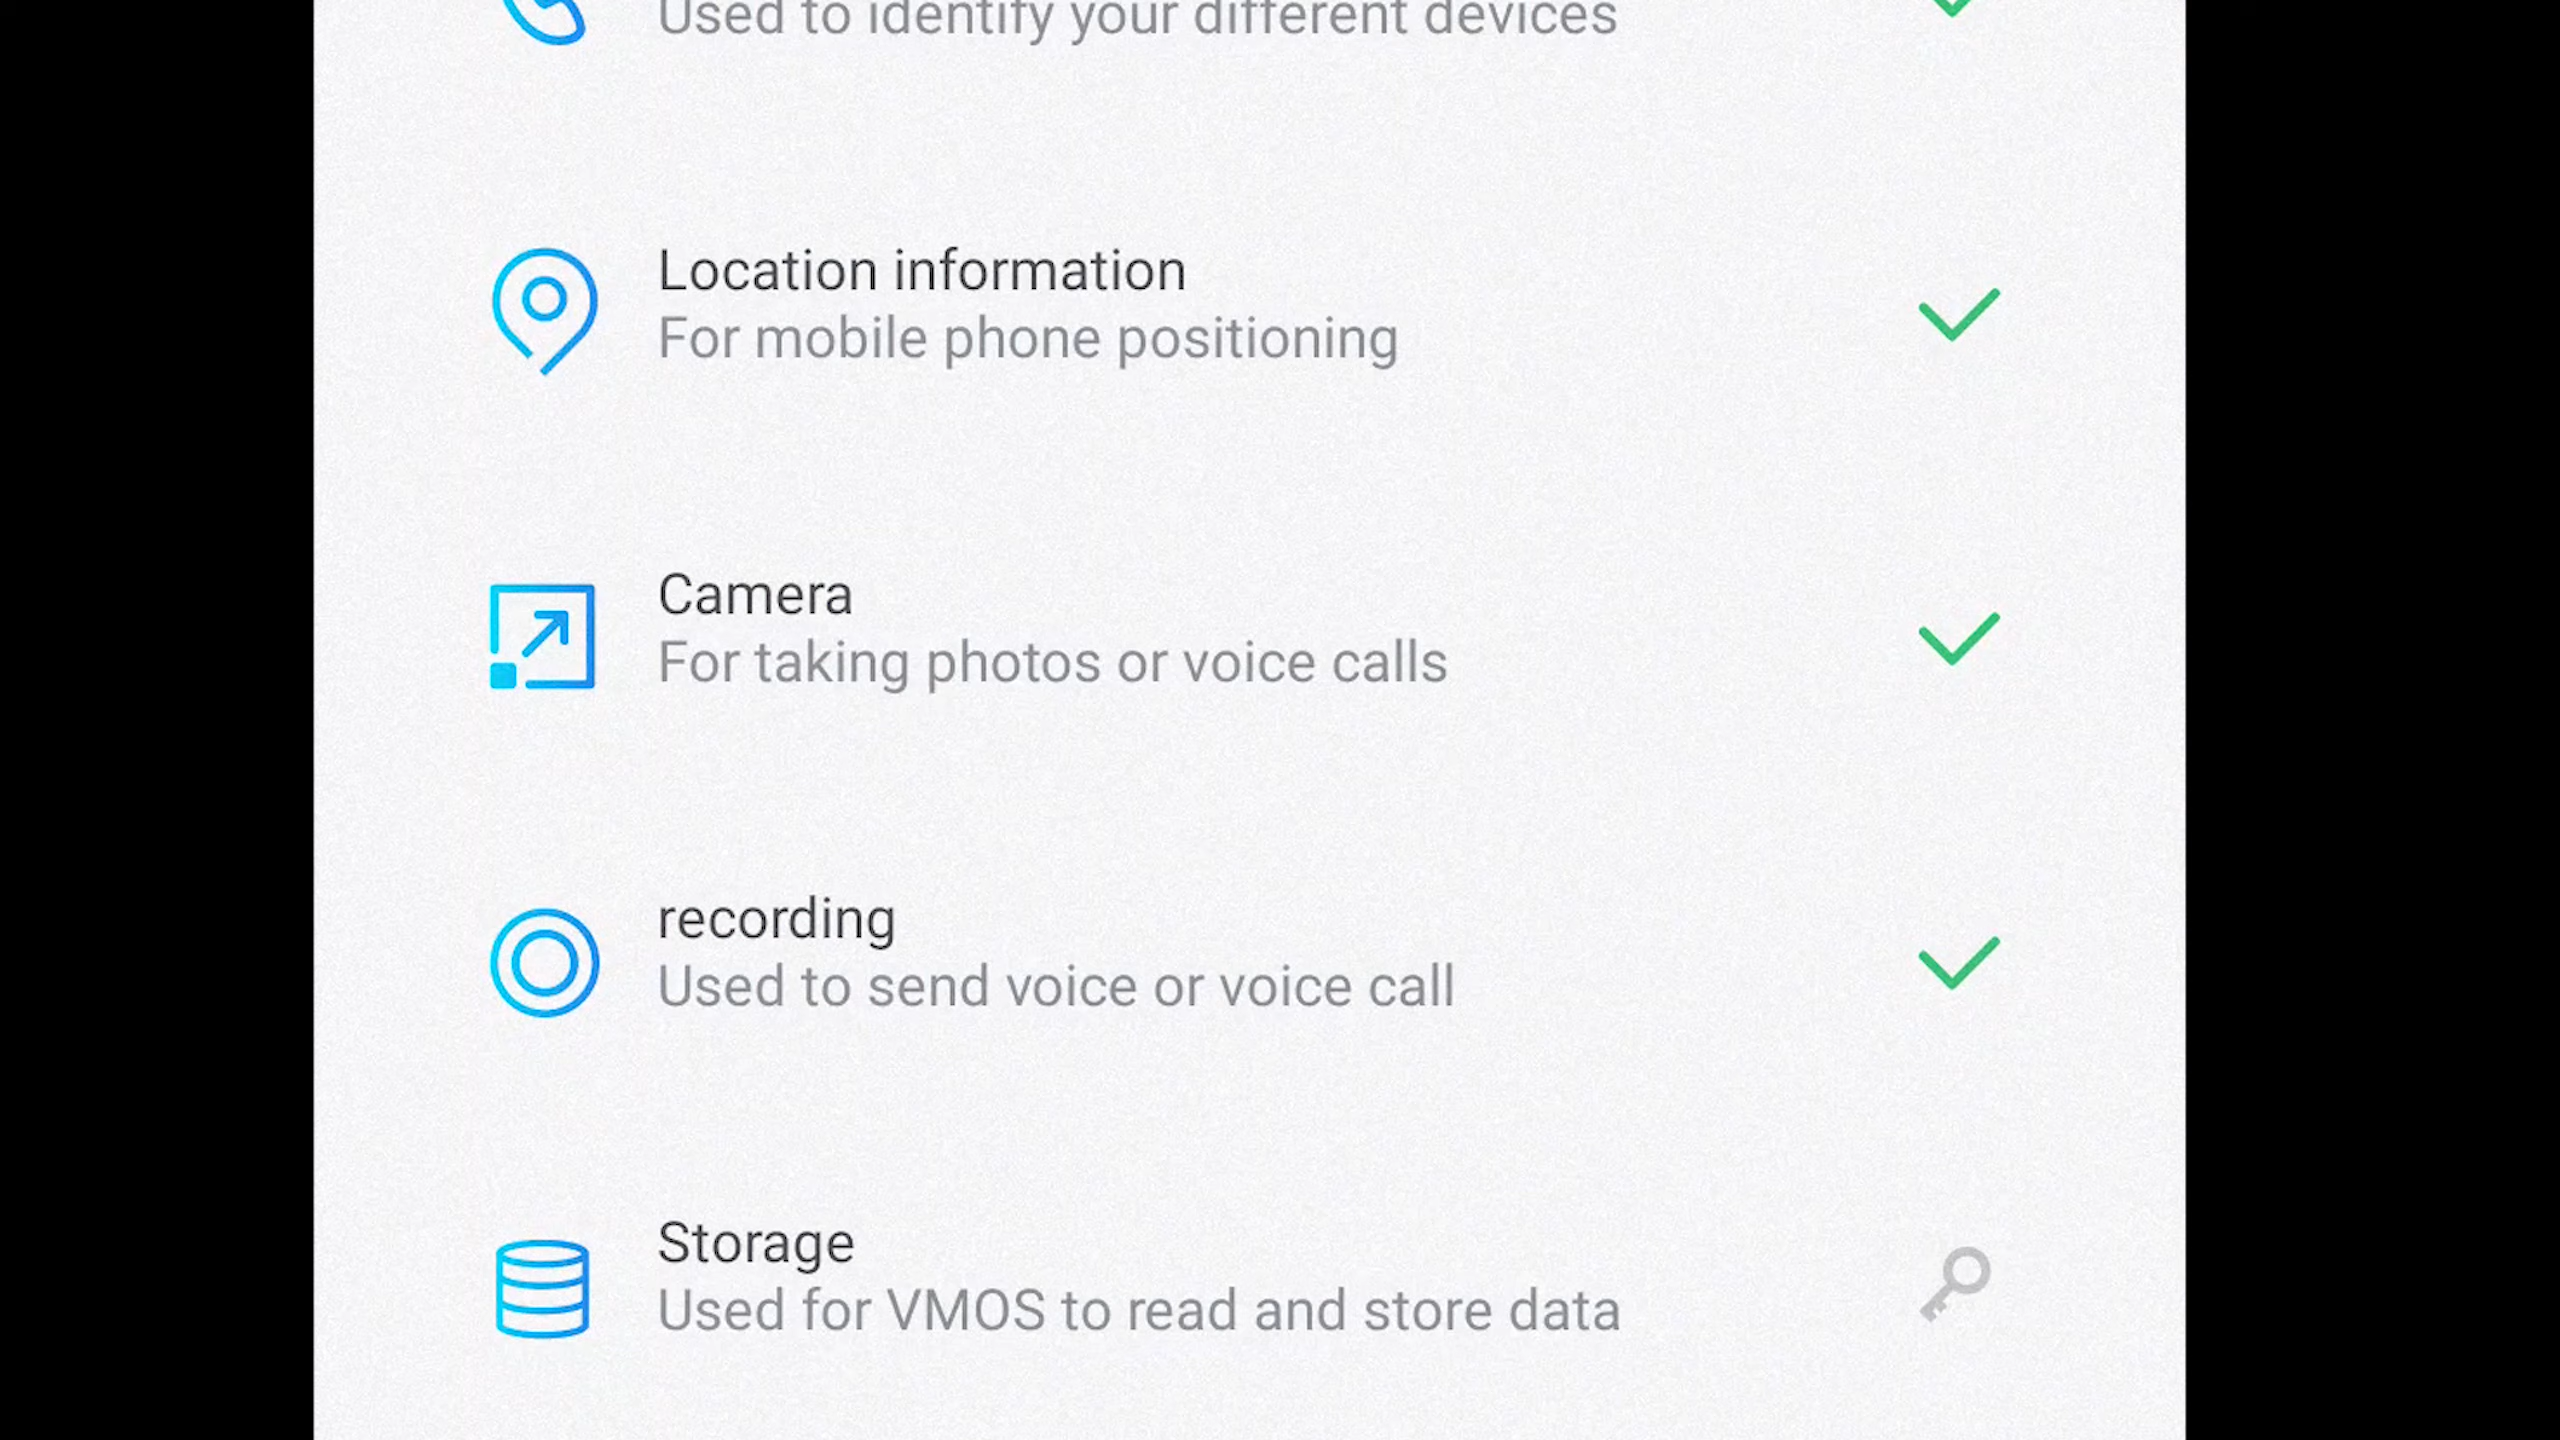 Used to identify your different devices
Location information
For mobile phone positioning
Camera
For taking photos or voice calls
recording
Used to send voice or voice call
Storage
Used for VMOS to read and store data